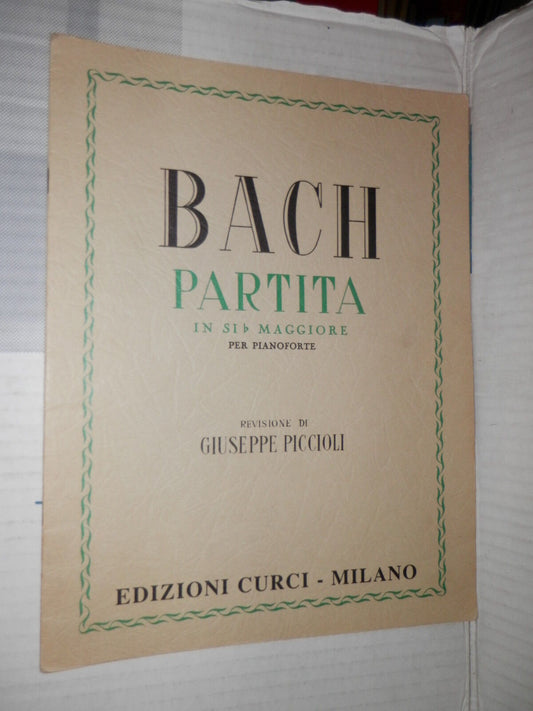 BACH
PARTITA
IN SI♭ MAGGIORE
PER PIANOFORTE
REVISIONE DI
GIUSEPPE PICCIOLI
EDIZIONI CURCI - MILANO